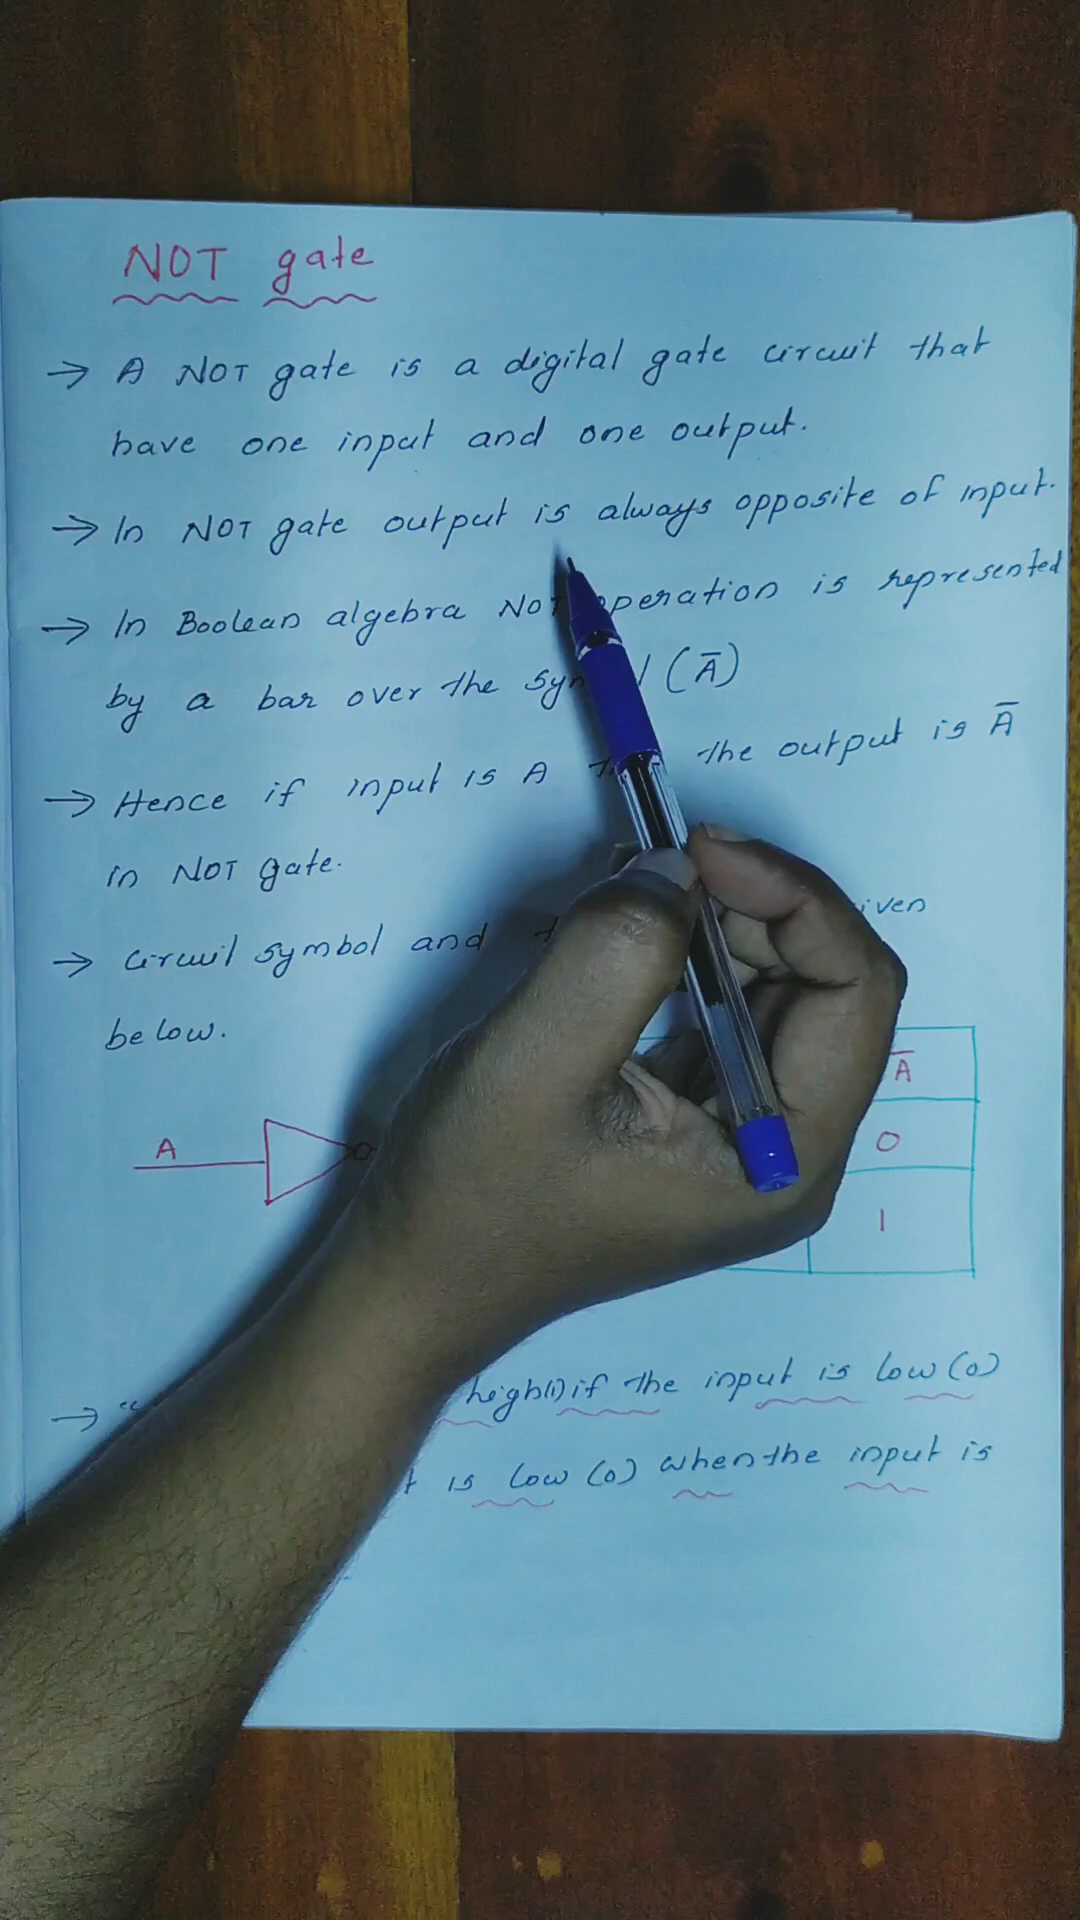 NOT gate
→ A NOT gate is a digital gate circuit that
have one input and one output.
→ In NOT gate output is always opposite of input.
→ In Boolean algebra NOT operation is represented
by a bar over the (Ā)
→ Hence if input is A the output is Ā
in NOT gate.
→ Circuit symbol and given
below.
A
Ā
0
1
→ high(1) if the input is low (0)
is low (0) when the input is